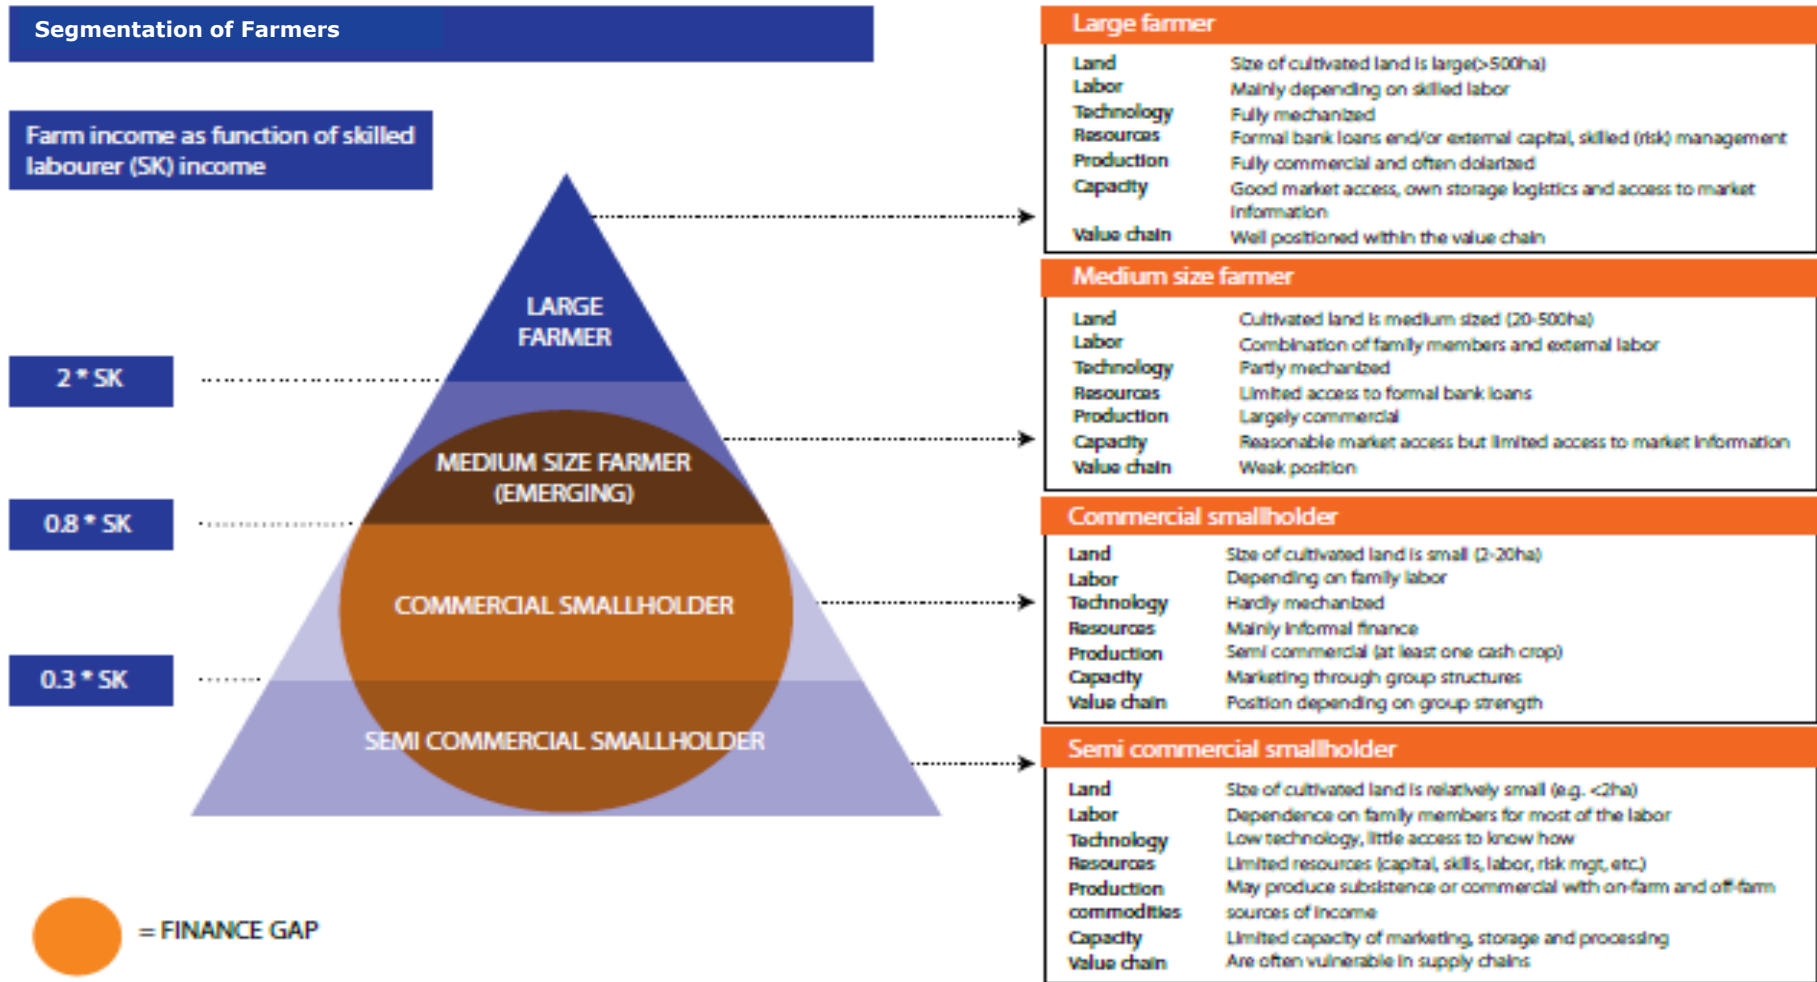 Segmentation of Farmers
Farm income as function of skilled
labourer (SK) income
2 * SK
0.8 * SK
0.3 * SK
LARGE
FARMER
MEDIUM SIZE FARMER
(EMERGING)
COMMERCIAL SMALLHOLDER
SEMI COMMERCIAL SMALLHOLDER
= FINANCE GAP
Large farmer
Land Size of cultivated land is large(>500ha)
Labor Mainly depending on skilled labor
Technology Fully mechanized
Resources Formal bank loans end/or external capital, skilled (risk) management
Production Fully commercial and often dolarized
Capacity Good market access, own storage logistics and access to market
information
Value chain Well positioned within the value chain
Medium size farmer
Land Cultivated land is medium sized (20-500ha)
Labor Combination of family members and external labor
Technology Partly mechanized
Resources Limited access to formal bank loans
Production Largely commercial
Capacity Reasonable market access but limited access to market information
Value chain Weak position
Commercial smallholder
Land Size of cultivated land is small (2-20ha)
Labor Depending on family labor
Technology Hardly mechanized
Resources Mainly informal finance
Production Semi commercial (at least one cash crop)
Capacity Marketing through group structures
Value chain Position depending on group strength
Semi commercial smallholder
Land Size of cultivated land is relatively small (e.g. <2ha)
Labor Dependence on family members for most of the labor
Technology Low technology, little access to know how
Resources Limited resources (capital, skills, labor, risk mgt, etc.)
Production May produce subsistence or commercial with on-farm and off-farm
commodities sources of income
Capacity Limited capacity of marketing, storage and processing
Value chain Are often vulnerable in supply chains